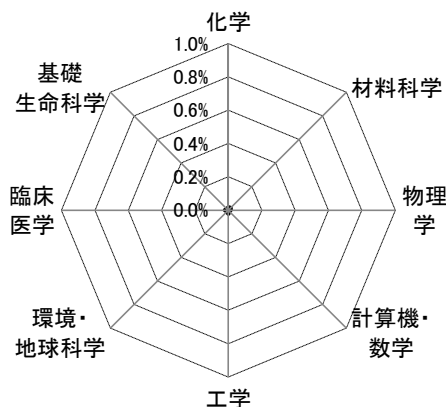 化学
1.0%
0.8%
0.6%
0.4%
0.2%
0.0%
材料科学
物理
学
計算機・
数学
工学
環境・
地球科学
臨床
医学
基礎
生命科学